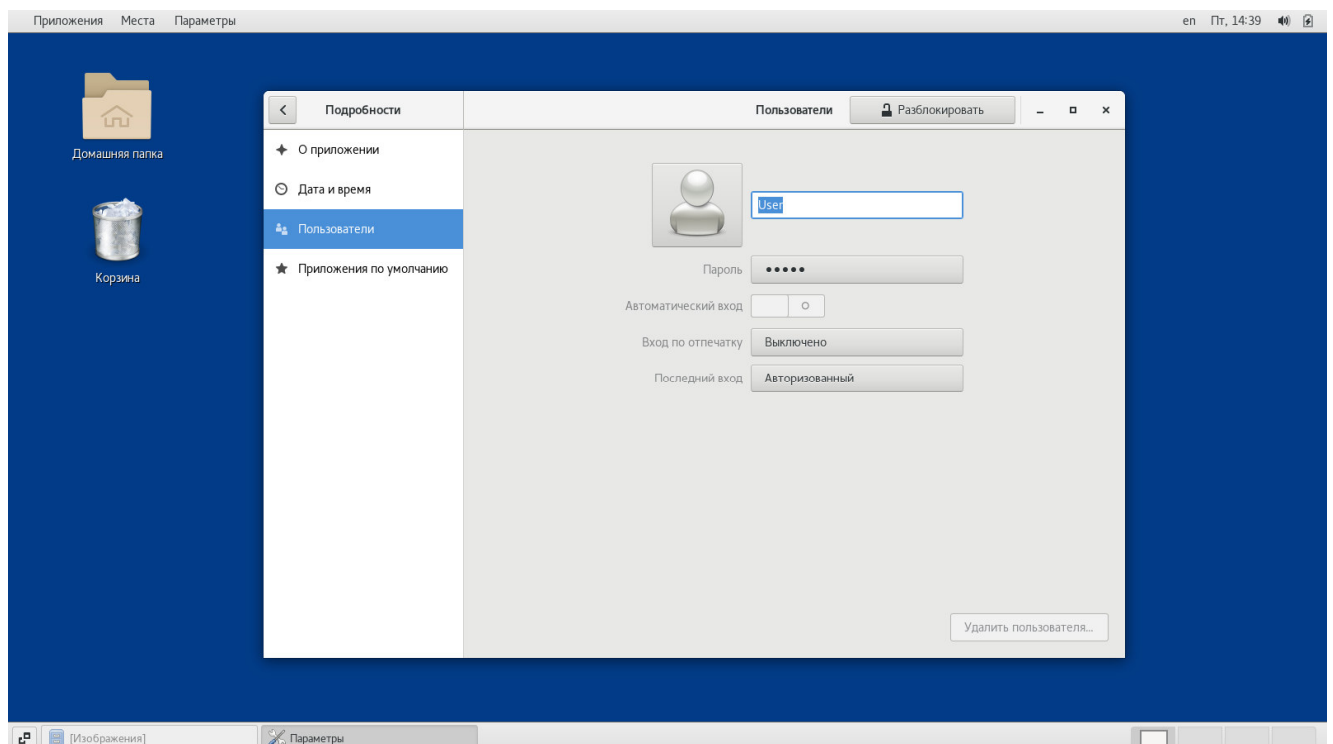 Приложения Места Параметры en Пт, 14:39
Домашняя папка
Корзина
Подробности
Пользователи
Разблокировать
О приложении
Дата и время
Пользователи
Приложения по умолчанию
User
Пароль •••••
Автоматический вход
Вход по отпечатку Выключено
Последний вход Авторизованный
Удалить пользователя...
[Изображения] Параметры